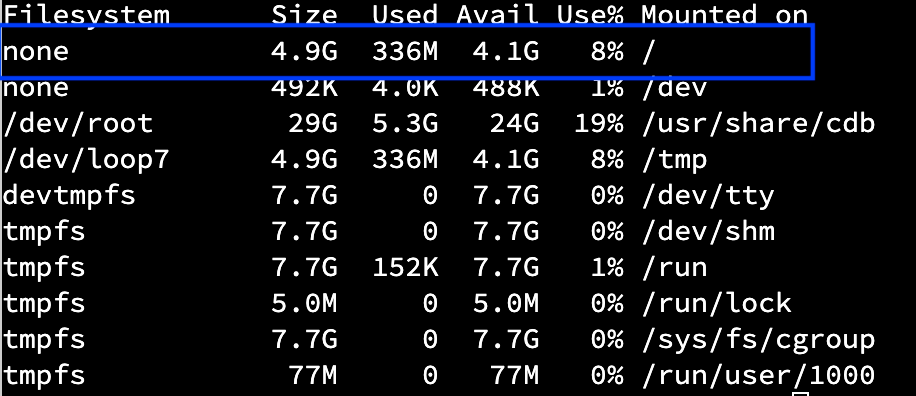 Filesystem Size Used Avail Use% Mounted on
none 4.9G 336M 4.1G 8% /
none 492K 4.0K 488K 1% /dev
/dev/root 29G 5.3G 24G 19% /usr/share/cdb
/dev/loop7 4.9G 336M 4.1G 8% /tmp
devtmpfs 7.7G 0 7.7G 0% /dev/tty
tmpfs 7.7G 0 7.7G 0% /dev/shm
tmpfs 7.7G 152K 7.7G 1% /run
tmpfs 5.0M 0 5.0M 0% /run/lock
tmpfs 7.7G 0 7.7G 0% /sys/fs/cgroup
tmpfs 77M 0 77M 0% /run/user/1000